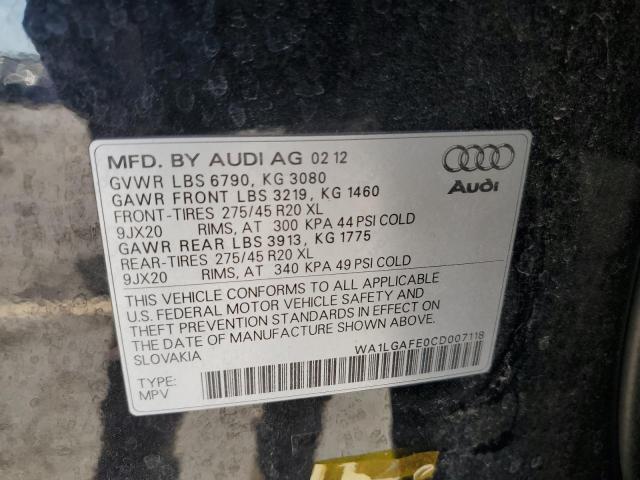 MFD. BY AUDI AG 02 12
GVWR LBS 6790, KG 3080
GAWR FRONT LBS 3219, KG 1460
FRONT-TIRES 275/45 R20 XL
9JX20 RIMS, AT 300 KPA 44 PSI COLD
GAWR REAR LBS 3913, KG 1775
REAR-TIRES 275/45 R20 XL
9JX20 RIMS, AT 340 KPA 49 PSI COLD
Audi
THIS VEHICLE CONFORMS TO ALL APPLICABLE
U.S. FEDERAL MOTOR VEHICLE SAFETY AND
THEFT PREVENTION STANDARDS IN EFFECT ON
THE DATE OF MANUFACTURE SHOWN ABOVE.
SLOVAKIA
WA1LGAFE0CD007118
TYPE:
MPV